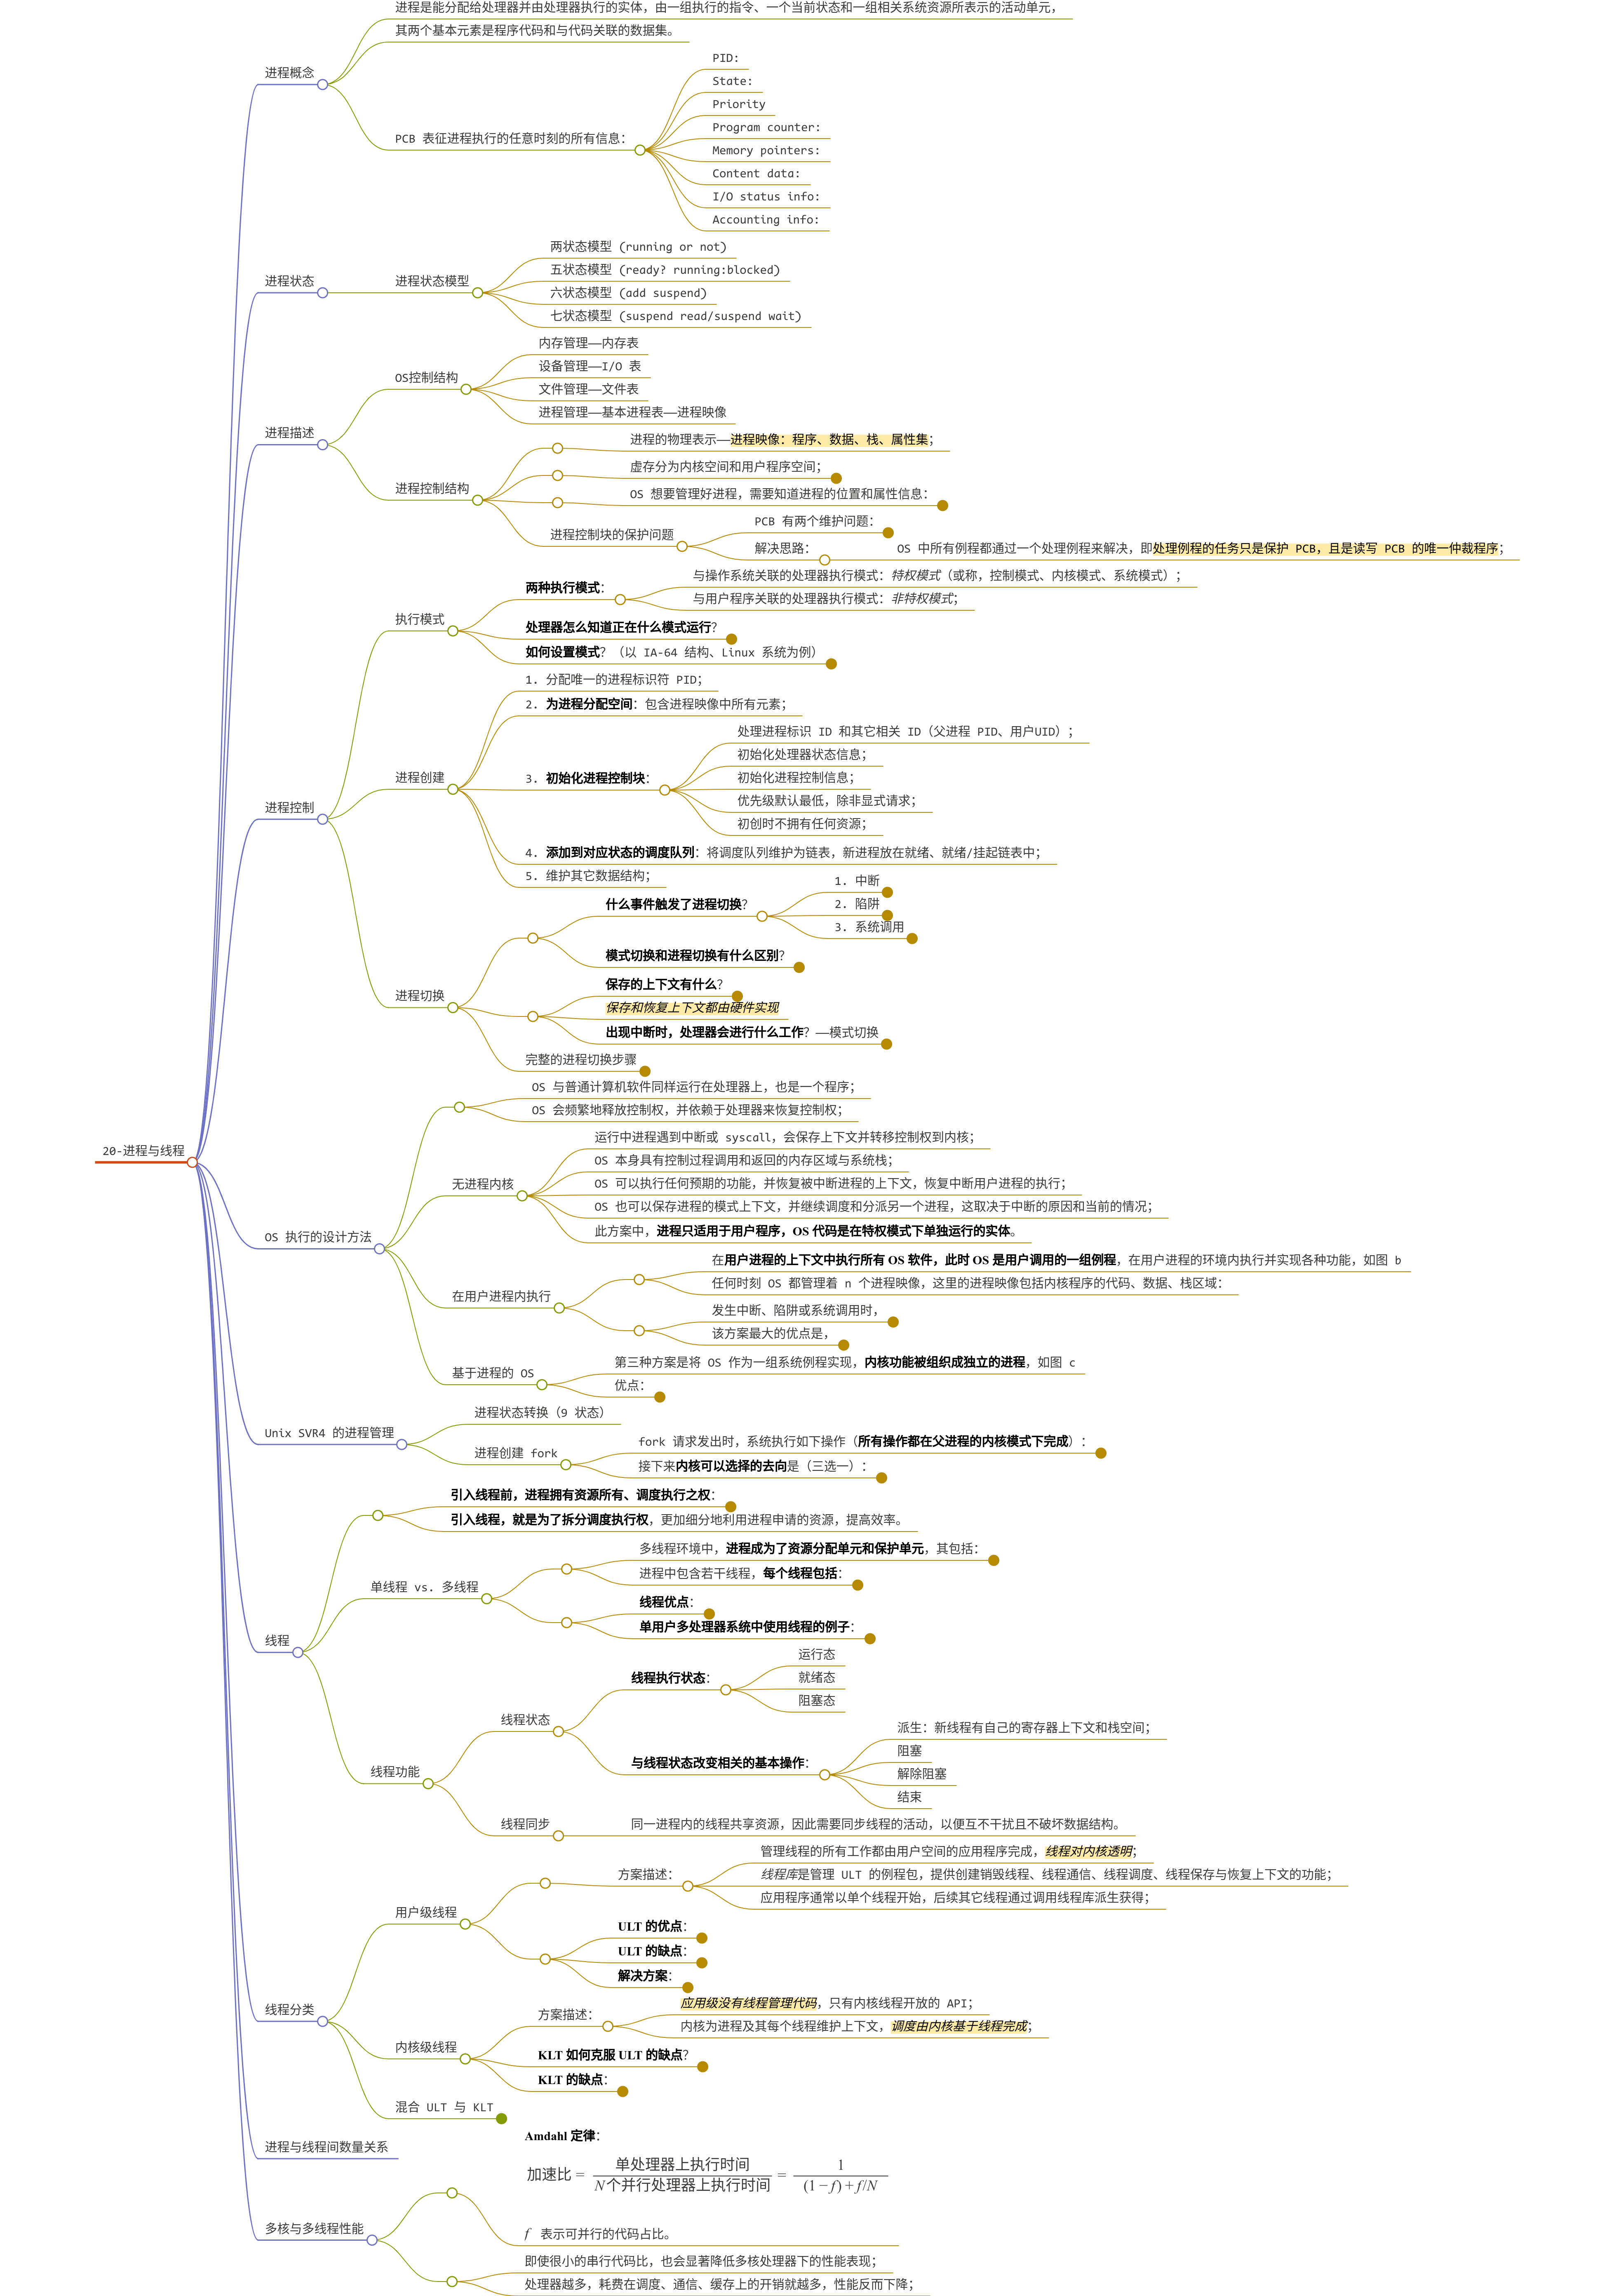 进程是能分配给处理器并由处理器执行的实体，由一组执行的指令、一个当前状态和一组相关系统资源所表示的活动单元，
其两个基本元素是程序代码和与代码关联的数据集。
进程概念
PCB 表征进程执行的任意时刻的所有信息：
PID:
State:
Priority
Program counter:
Memory pointers:
Content data:
I/O status info:
Accounting info:
进程状态
进程状态模型
两状态模型 (running or not)
五状态模型 (ready? running:blocked)
六状态模型 (add suspend)
七状态模型 (suspend read/suspend wait)
进程描述
OS控制结构
内存管理——内存表
设备管理——I/O 表
文件管理——文件表
进程管理——基本进程表——进程映像
进程控制结构
进程的物理表示——进程映像：程序、数据、栈、属性集；
虚存分为内核空间和用户程序空间；
OS 想要管理好进程，需要知道进程的位置和属性信息：
进程控制块的保护问题
PCB 有两个维护问题：
解决思路：
OS 中所有例程都通过一个处理例程来解决，即处理例程的任务只是保护 PCB，且是读写 PCB 的唯一仲裁程序；
进程控制
执行模式
两种执行模式：
与操作系统关联的处理器执行模式：特权模式（或称，控制模式、内核模式、系统模式）；
与用户程序关联的处理器执行模式：非特权模式；
处理器怎么知道正在什么模式运行？
如何设置模式？（以 IA-64 结构、Linux 系统为例）
进程创建
1. 分配唯一的进程标识符 PID；
2. 为进程分配空间：包含进程映像中所有元素；
3. 初始化进程控制块：
处理进程标识 ID 和其它相关 ID（父进程 PID、用户UID）；
初始化处理器状态信息；
初始化进程控制信息；
优先级默认最低，除非显式请求；
初创时不拥有任何资源；
4. 添加到对应状态的调度队列：将调度队列维护为链表，新进程放在就绪、就绪/挂起链表中；
5. 维护其它数据结构；
进程切换
什么事件触发了进程切换？
1. 中断
2. 陷阱
3. 系统调用
模式切换和进程切换有什么区别？
保存的上下文有什么？
保存和恢复上下文都由硬件实现
出现中断时，处理器会进行什么工作？——模式切换
完整的进程切换步骤
20-进程与线程
OS 执行的设计方法
OS 与普通计算机软件同样运行在处理器上，也是一个程序；
OS 会频繁地释放控制权，并依赖于处理器来恢复控制权；
无进程内核
运行中进程遇到中断或 syscall，会保存上下文并转移控制权到内核；
OS 本身具有控制过程调用和返回的内存区域与系统栈；
OS 可以执行任何预期的功能，并恢复被中断进程的上下文，恢复中断用户进程的执行；
OS 也可以保存进程的模式上下文，并继续调度和分派另一个进程，这取决于中断的原因和当前的情况；
此方案中，进程只适用于用户程序，OS 代码是在特权模式下单独运行的实体。
在用户进程内执行
在用户进程的上下文中执行所有 OS 软件，此时 OS 是用户调用的一组例程，在用户进程的环境内执行并实现各种功能，如图 b
任何时刻 OS 都管理着 n 个进程映像，这里的进程映像包括内核程序的代码、数据、栈区域：
发生中断、陷阱或系统调用时，
该方案最大的优点是，
基于进程的 OS
第三种方案是将 OS 作为一组系统例程实现，内核功能被组织成独立的进程，如图 c
优点：
Unix SVR4 的进程管理
进程状态转换（9 状态）
进程创建 fork
fork 请求发出时，系统执行如下操作（所有操作都在父进程的内核模式下完成）：
接下来内核可以选择的去向是（三选一）：
线程
引入线程前，进程拥有资源所有、调度执行之权：
引入线程，就是为了拆分调度执行权，更加细分地利用进程申请的资源，提高效率。
单线程 vs. 多线程
多线程环境中，进程成为了资源分配单元和保护单元，其包括：
进程中包含若干线程，每个线程包括：
线程优点：
单用户多处理器系统中使用线程的例子：
线程功能
线程状态
线程执行状态：
运行态
就绪态
阻塞态
与线程状态改变相关的基本操作：
派生：新线程有自己的寄存器上下文和栈空间；
阻塞
解除阻塞
结束
线程同步
同一进程内的线程共享资源，因此需要同步线程的活动，以便互不干扰且不破坏数据结构。
线程分类
用户级线程
方案描述：
管理线程的所有工作都由用户空间的应用程序完成，线程对内核透明；
线程库是管理 ULT 的例程包，提供创建销毁线程、线程通信、线程调度、线程保存与恢复上下文的功能；
应用程序通常以单个线程开始，后续其它线程通过调用线程库派生获得；
ULT 的优点：
ULT 的缺点：
解决方案：
内核级线程
方案描述：
应用级没有线程管理代码，只有内核线程开放的 API；
内核为进程及其每个线程维护上下文，调度由内核基于线程完成；
KLT 如何克服 ULT 的缺点？
KLT 的缺点：
混合 ULT 与 KLT
进程与线程间数量关系
多核与多线程性能
Amdahl 定律：
加速比 = 单处理器上执行时间 / N个并行处理器上执行时间 = 1 / (1 − f) + f/N
f 表示可并行的代码占比。
即使很小的串行代码比，也会显著降低多核处理器下的性能表现；
处理器越多，耗费在调度、通信、缓存上的开销就越多，性能反而下降；